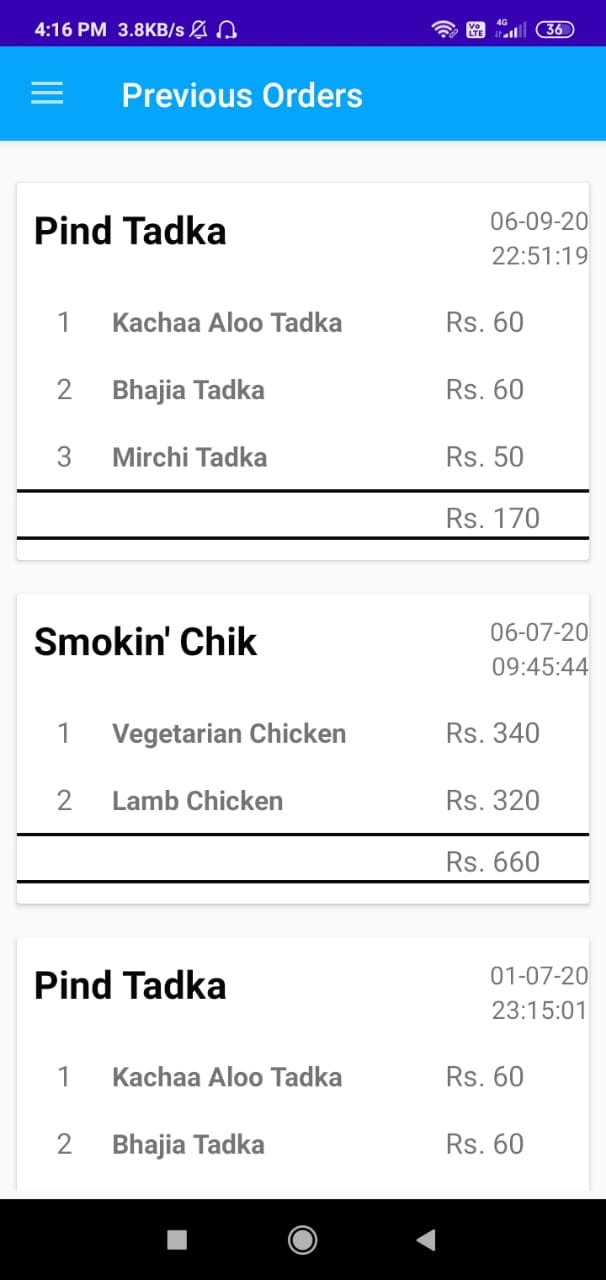 4:16 PM 3.8KB/s Vo LTE 4G 36
Previous Orders
Pind Tadka 06-09-20
22:51:19
1 Kachaa Aloo Tadka Rs. 60
2 Bhajia Tadka Rs. 60
3 Mirchi Tadka Rs. 50
Rs. 170
Smokin' Chik 06-07-20
09:45:44
1 Vegetarian Chicken Rs. 340
2 Lamb Chicken Rs. 320
Rs. 660
Pind Tadka 01-07-20
23:15:01
1 Kachaa Aloo Tadka Rs. 60
2 Bhajia Tadka Rs. 60